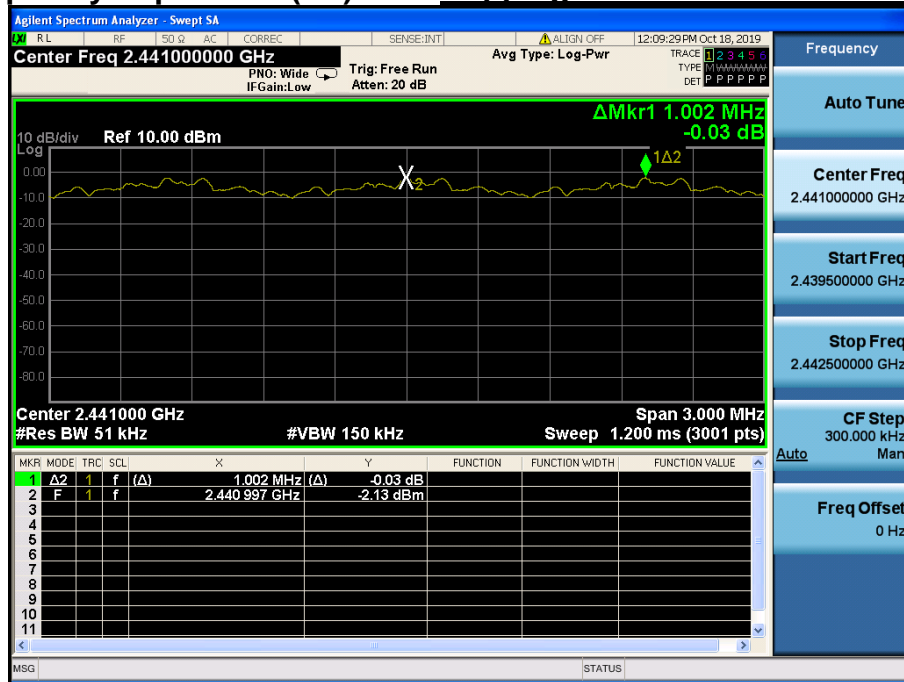 Agilent Spectrum Analyzer - Swept SA
LXI RL RF 50 Ω AC CORREC SENSE:INT ALIGN OFF 12:09:29 PM Oct 18, 2019
Center Freq 2.441000000 GHz Avg Type: Log-Pwr TRACE 1 2 3 4 5 6
PNO: Wide Trig: Free Run TYPE M WWWWW
IFGain:Low Atten: 20 dB DET P P P P P P
ΔMkr1 1.002 MHz
10 dB/div Ref 10.00 dBm -0.03 dB
Log
1Δ2
0.00
X2
-10.0
-20.0
-30.0
-40.0
-50.0
-60.0
-70.0
-80.0
Center 2.441000 GHz Span 3.000 MHz
#Res BW 51 kHz #VBW 150 kHz Sweep 1.200 ms (3001 pts)
MKR MODE TRC SCL X Y FUNCTION FUNCTION WIDTH FUNCTION VALUE
1 Δ2 1 f (Δ) 1.002 MHz (Δ) -0.03 dB
2 F 1 f 2.440 997 GHz -2.13 dBm
3
4
5
6
7
8
9
10
11
MSG STATUS
Frequency
Auto Tune
Center Freq
2.441000000 GHz
Start Freq
2.439500000 GHz
Stop Freq
2.442500000 GHz
CF Step
300.000 kHz
Auto Man
Freq Offset
0 Hz